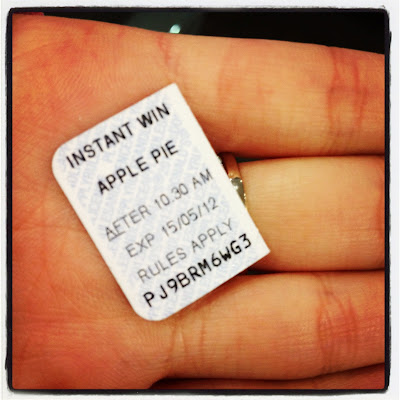 INSTANT WIN
APPLE PIE
AFTER 10.30 AM
EXP 15/05/12
RULES APPLY
PJ9BRM6WG3